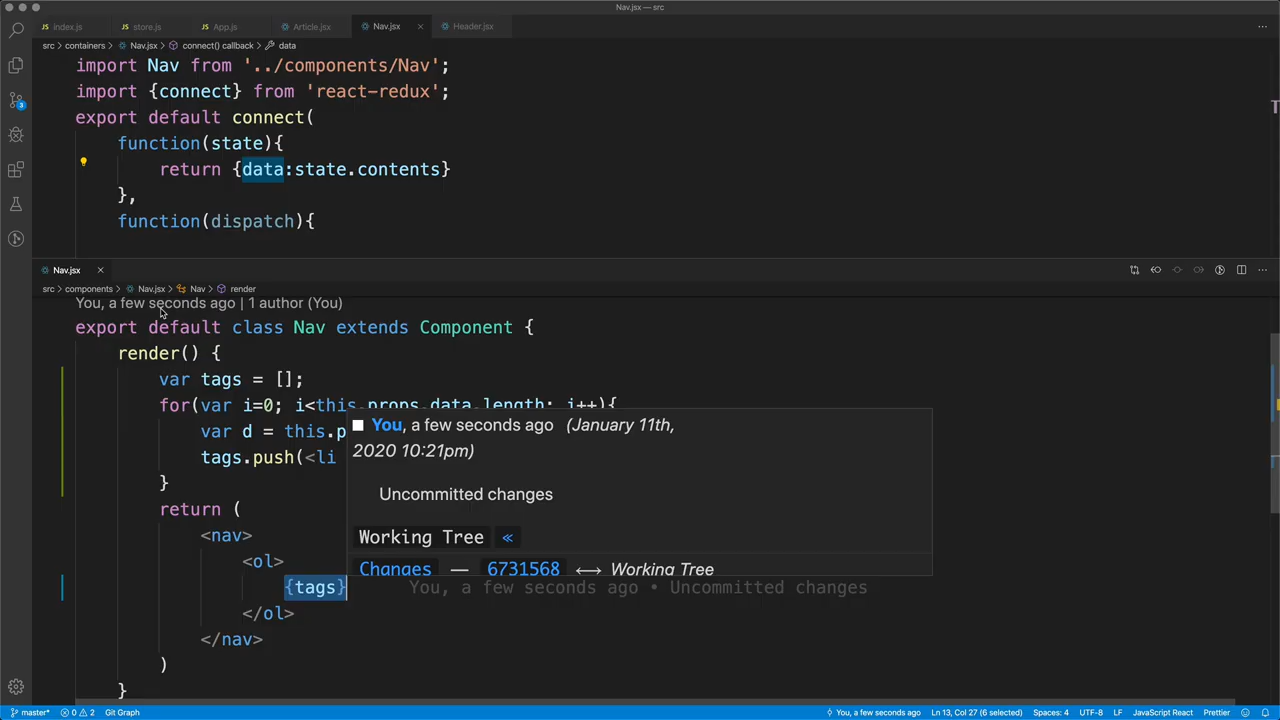 Nav.jsx — src
index.js store.js App.js Article.jsx Nav.jsx × Header.jsx ...
src > containers > Nav.jsx > connect() callback > data
import Nav from '../components/Nav';
import {connect} from 'react-redux';
export default connect(
function(state){
return {data:state.contents}
},
function(dispatch){
3
Nav.jsx ×
src > components > Nav.jsx > Nav > render
You, a few seconds ago | 1 author (You)
export default class Nav extends Component {
render() {
var tags = [];
for(var i=0; i<this.props.data.length; i++){
var d = this.p
tags.push(<li
}
return (
<nav>
<ol>
{tags} You, a few seconds ago • Uncommitted changes
</ol>
</nav>
)
}
You, a few seconds ago (January 11th,
2020 10:21pm)
Uncommitted changes
Working Tree «
Changes — 6731568 ⟷ Working Tree
master* 0 2 Git Graph You, a few seconds ago Ln 13, Col 27 (6 selected) Spaces: 4 UTF-8 LF JavaScript React Prettier